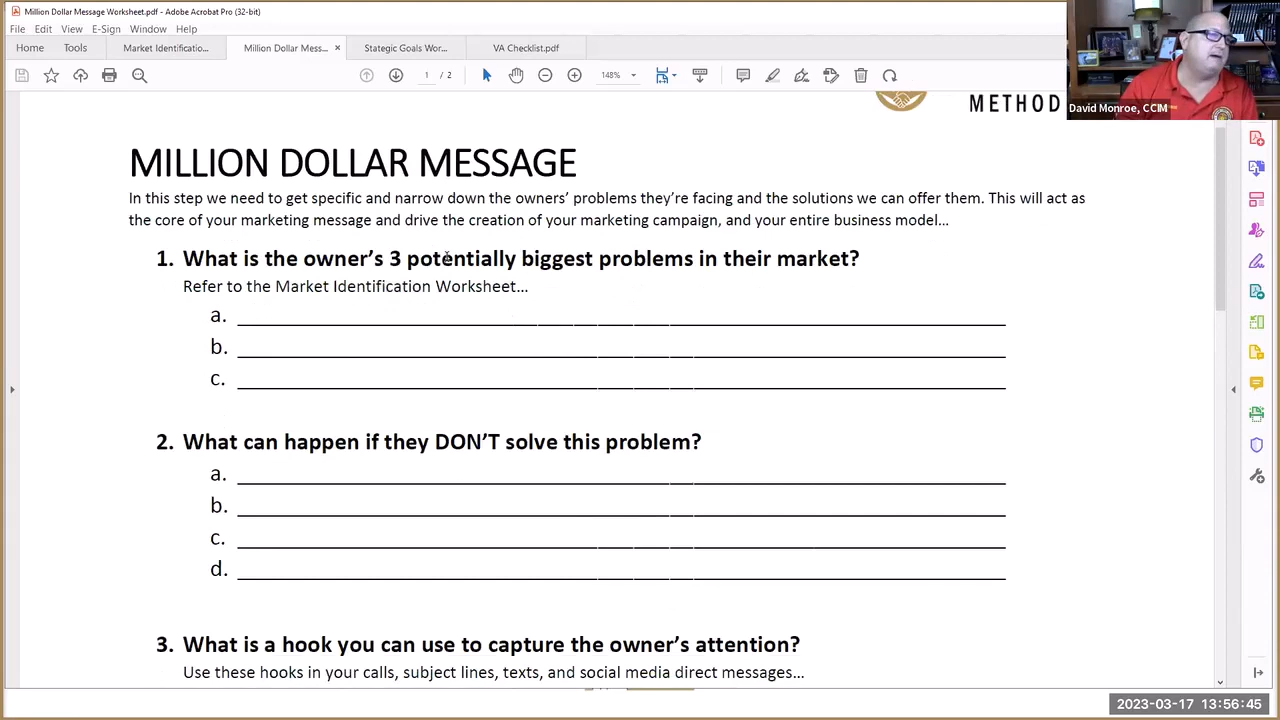 Million Dollar Message Worksheet.pdf - Adobe Acrobat Pro (32-bit)
File Edit View E-Sign Window Help
Home Tools Market Identificatio... Million Dollar Mess... × Stategic Goals Wor... VA Checklist.pdf
1 / 2 148%
David Monroe, CCIM
METHOD
MILLION DOLLAR MESSAGE
In this step we need to get specific and narrow down the owners’ problems they’re facing and the solutions we can offer them. This will act as
the core of your marketing message and drive the creation of your marketing campaign, and your entire business model…
1. What is the owner’s 3 potentially biggest problems in their market?
Refer to the Market Identification Worksheet…
a.
b.
c.
2. What can happen if they DON’T solve this problem?
a.
b.
c.
d.
3. What is a hook you can use to capture the owner’s attention?
Use these hooks in your calls, subject lines, texts, and social media direct messages…
2023-03-17 13:56:45